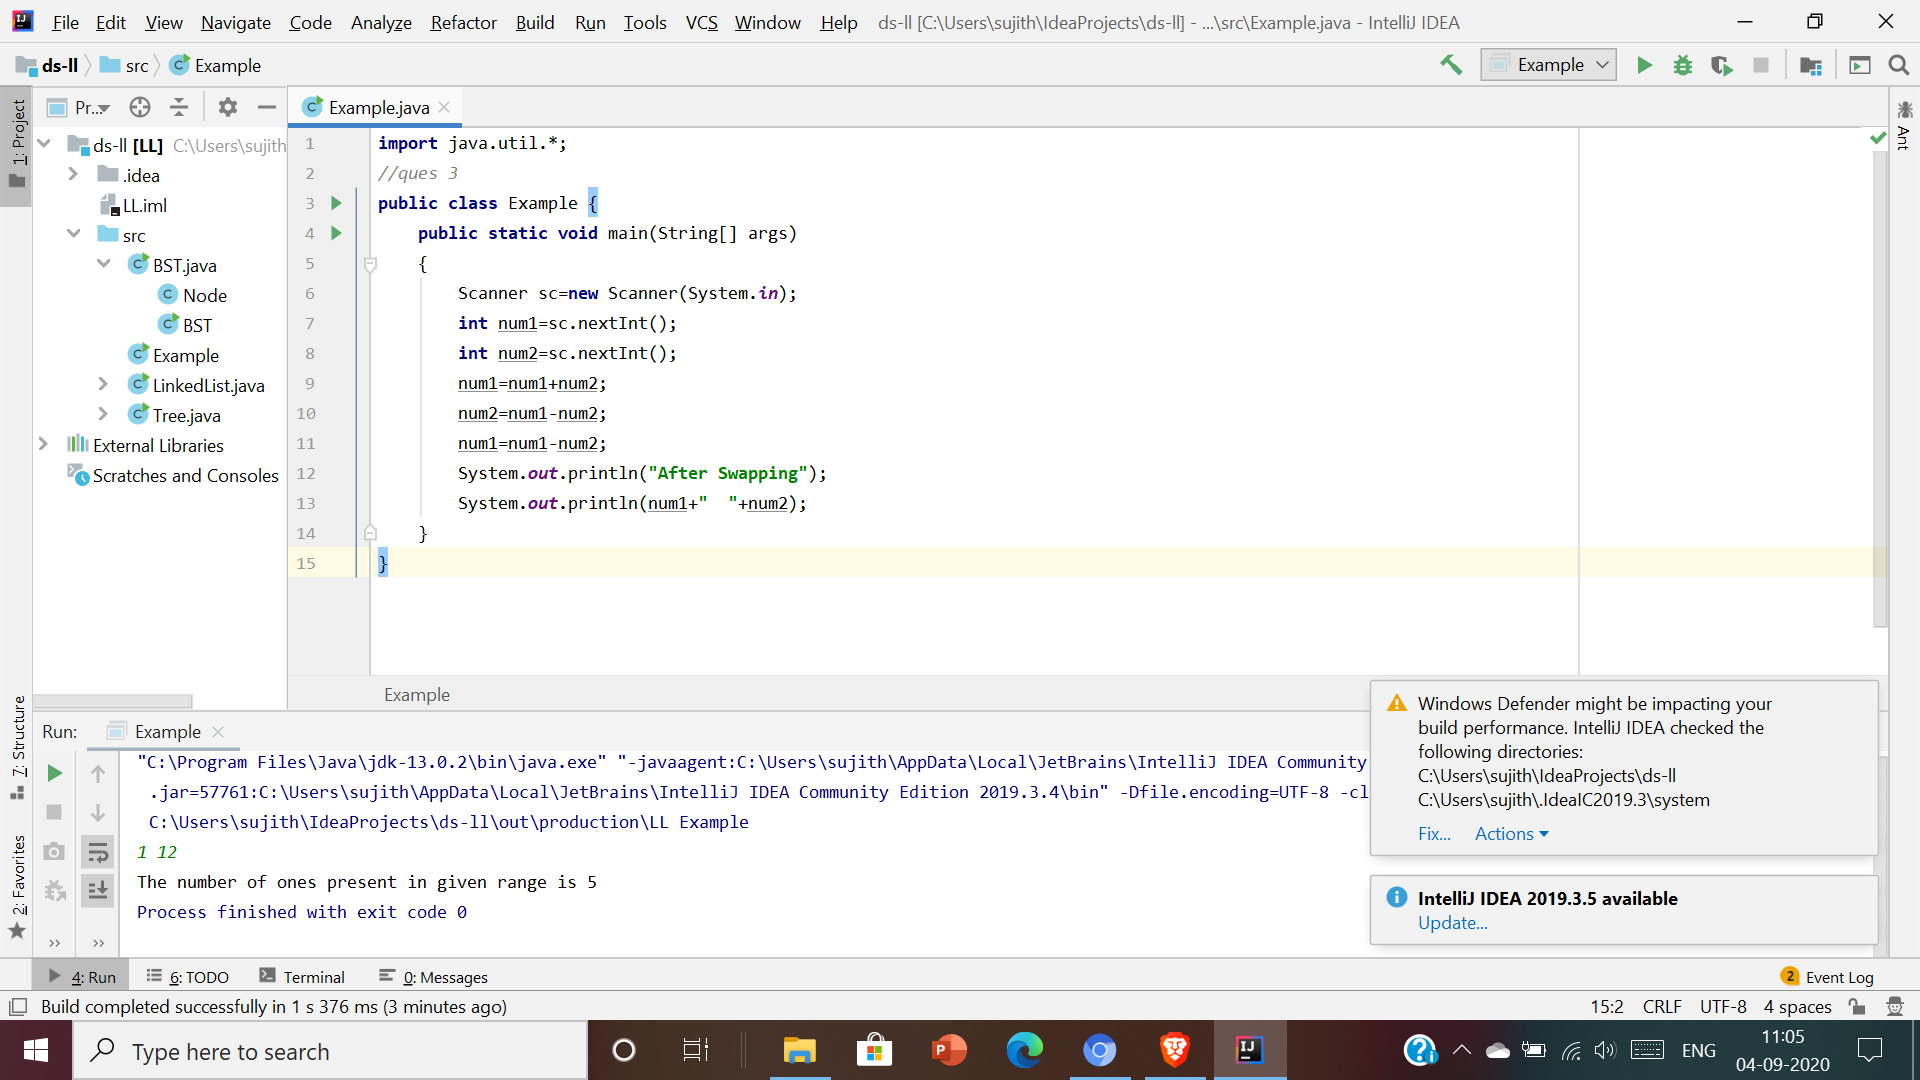 File Edit View Navigate Code Analyze Refactor Build Run Tools VCS Window Help ds-ll [C:\Users\sujith\IdeaProjects\ds-ll] - ...\src\Example.java - IntelliJ IDEA
ds-ll src Example
Example
1: Project
Pr...
Example.java
Ant
ds-ll [LL] C:\Users\sujith
.idea
LL.iml
src
BST.java
Node
BST
Example
LinkedList.java
Tree.java
External Libraries
Scratches and Consoles
1 import java.util.*;
2 //ques 3
3 public class Example {
4 public static void main(String[] args)
5 {
6 Scanner sc=new Scanner(System.in);
7 int num1=sc.nextInt();
8 int num2=sc.nextInt();
9 num1=num1+num2;
10 num2=num1-num2;
11 num1=num1-num2;
12 System.out.println("After Swapping");
13 System.out.println(num1+"  "+num2);
14 }
15 }
Example
7: Structure
2: Favorites
Run: Example
"C:\Program Files\Java\jdk-13.0.2\bin\java.exe" "-javaagent:C:\Users\sujith\AppData\Local\JetBrains\IntelliJ IDEA Community
.jar=57761:C:\Users\sujith\AppData\Local\JetBrains\IntelliJ IDEA Community Edition 2019.3.4\bin" -Dfile.encoding=UTF-8 -cl
C:\Users\sujith\IdeaProjects\ds-ll\out\production\LL Example
1 12
The number of ones present in given range is 5
Process finished with exit code 0
Windows Defender might be impacting your
build performance. IntelliJ IDEA checked the
following directories:
C:\Users\sujith\IdeaProjects\ds-ll
C:\Users\sujith\.IdeaIC2019.3\system
Fix... Actions
IntelliJ IDEA 2019.3.5 available
Update...
4: Run 6: TODO Terminal 0: Messages 2 Event Log
Build completed successfully in 1 s 376 ms (3 minutes ago) 15:2 CRLF UTF-8 4 spaces
Type here to search
ENG
11:05
04-09-2020